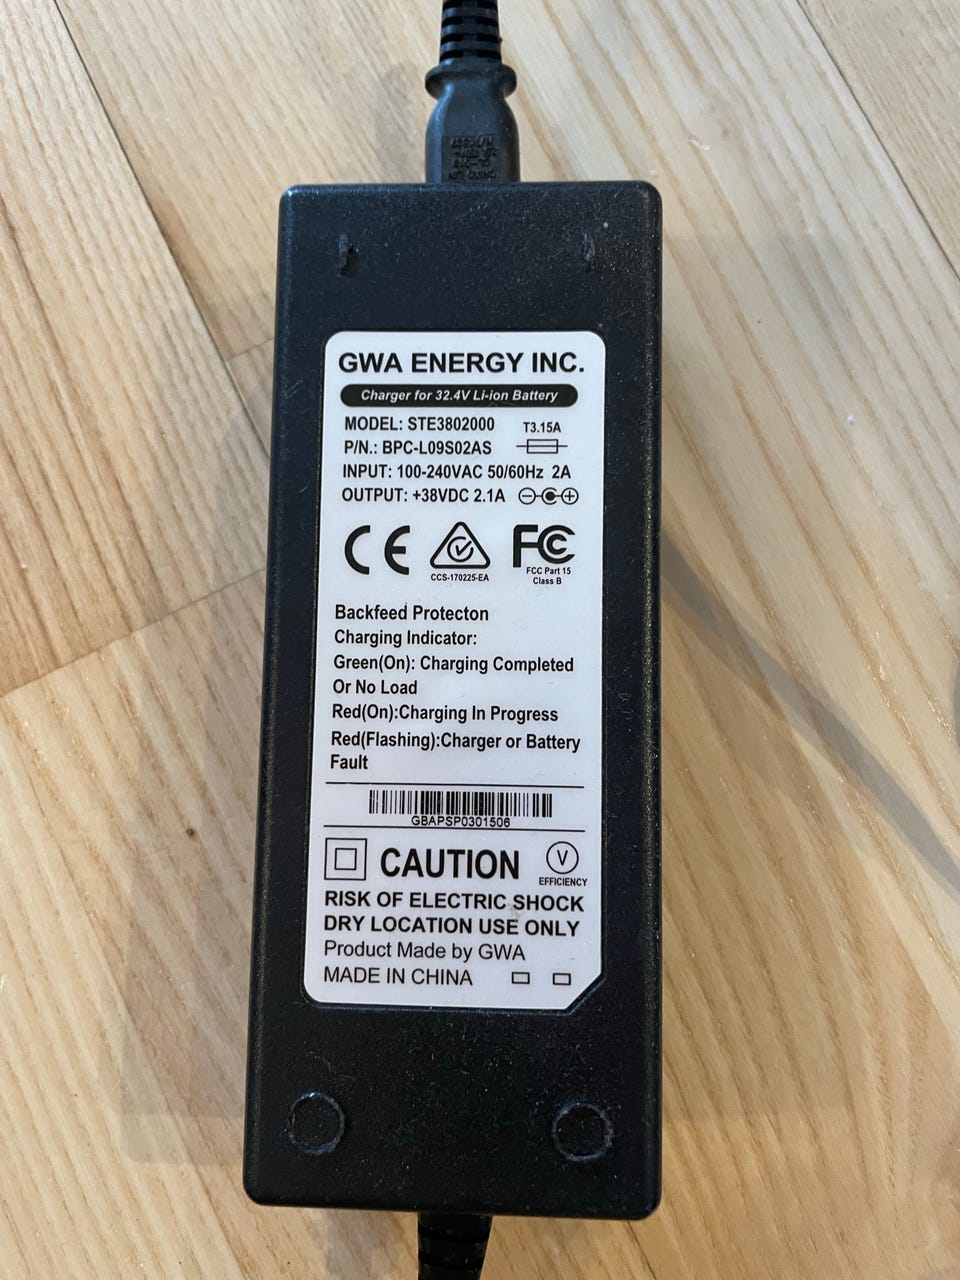 GWA ENERGY INC.
Charger for 32.4V Li-ion Battery
MODEL: STE3802000 T3.15A
P/N.: BPC-L09S02AS
INPUT: 100-240VAC 50/60Hz 2A
OUTPUT: +38VDC 2.1A
CE FC
CCS-170225-EA FCC Part 15
Class B
Backfeed Protecton
Charging Indicator:
Green(On): Charging Completed
Or No Load
Red(On):Charging In Progress
Red(Flashing):Charger or Battery
Fault
GBAPSP0301506
CAUTION V
EFFICIENCY
RISK OF ELECTRIC SHOCK
DRY LOCATION USE ONLY
Product Made by GWA
MADE IN CHINA